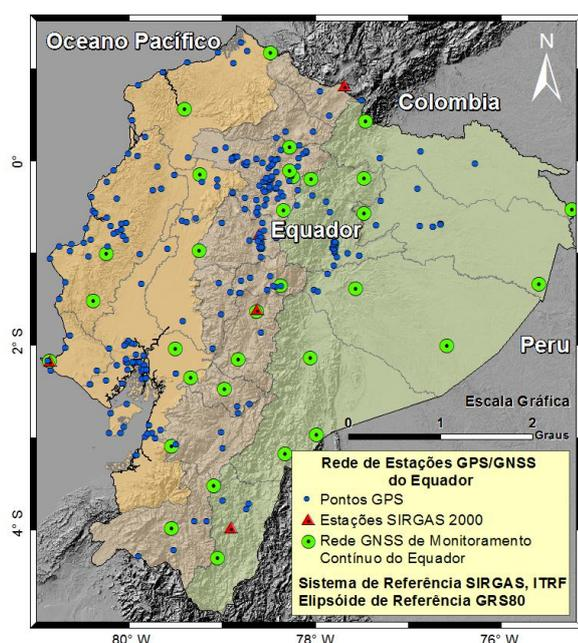 Oceano Pacífico
N
Colombia
0°
Equador
2° S
Peru
Escala Gráfica
0 1 2
Graus
4° S
Rede de Estações GPS/GNSS
do Equador
Pontos GPS
Estações SIRGAS 2000
Rede GNSS de Monitoramento
Contínuo do Equador
Sistema de Referência SIRGAS, ITRF
Elipsóide de Referência GRS80
80° W 78° W 76° W